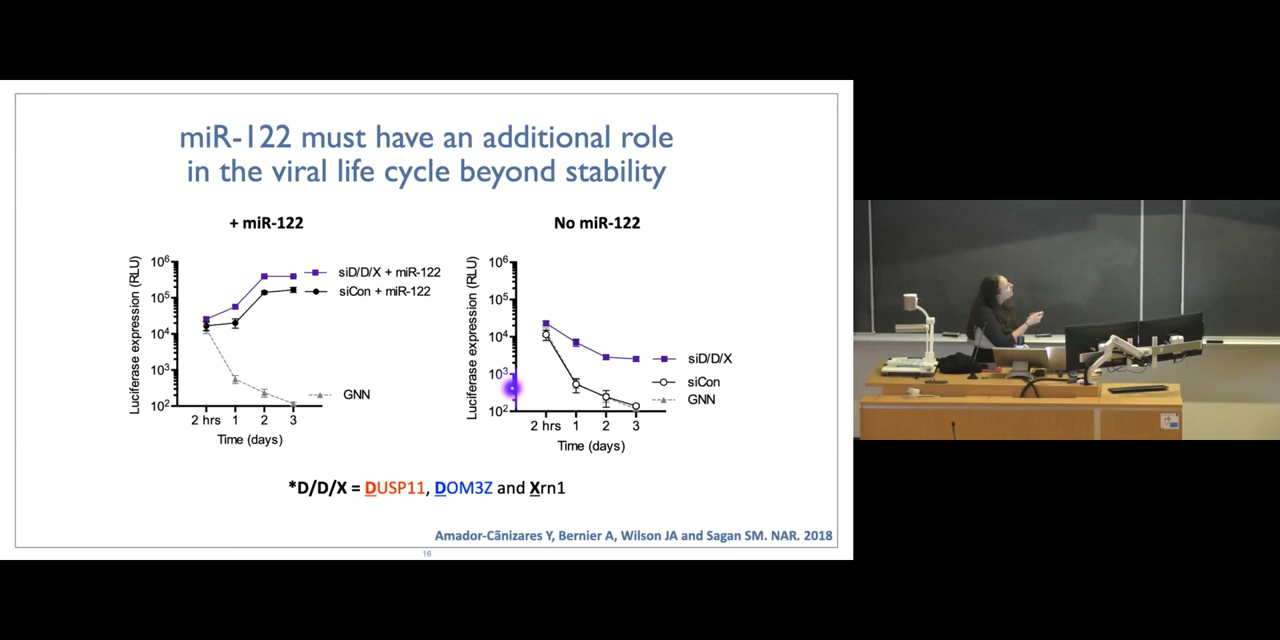 miR-122 must have an additional role
in the viral life cycle beyond stability
+ miR-122
No miR-122
Luciferase expression (RLU)
10⁶
10⁵
10⁴
10³
10²
2 hrs 1 2 3
Time (days)
siD/D/X + miR-122
siCon + miR-122
GNN
Luciferase expression (RLU)
10⁶
10⁵
10⁴
10³
10²
2 hrs 1 2 3
Time (days)
siD/D/X
siCon
GNN
*D/D/X = DUSP11, DOM3Z and Xrn1
Amador-Cãnizares Y, Bernier A, Wilson JA and Sagan SM. NAR. 2018
16